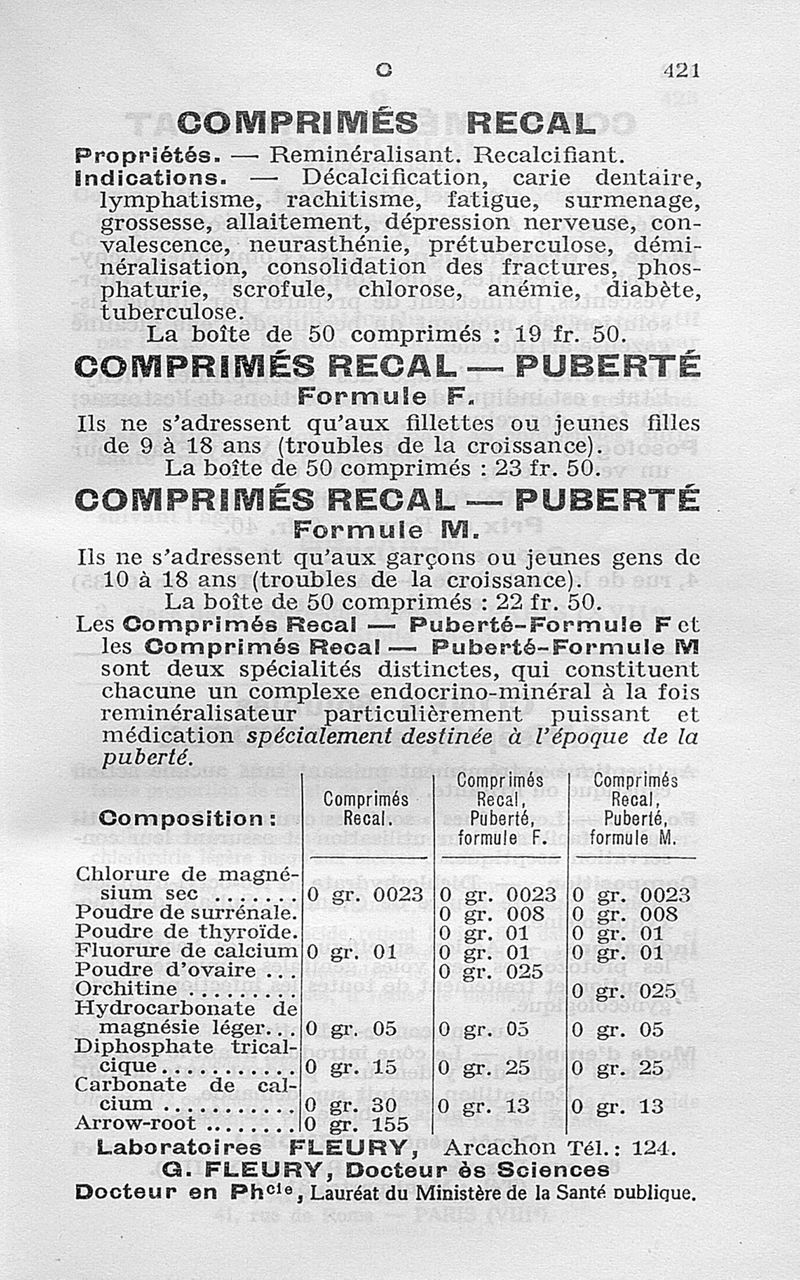 C 421
COMPRIMÉS RECAL
Propriétés. — Reminéralisant. Recalcifiant.
Indications. — Décalcification, carie dentaire,
lymphatisme, rachitisme, fatigue, surmenage,
grossesse, allaitement, dépression nerveuse, con-
valescence, neurasthénie, prétuberculose, démi-
néralisation, consolidation des fractures, phos-
phaturie, scrofule, chlorose, anémie, diabète,
tuberculose.
La boîte de 50 comprimés : 19 fr. 50.
COMPRIMÉS RECAL — PUBERTÉ
Formule F.
Ils ne s'adressent qu'aux fillettes ou jeunes filles
de 9 à 18 ans (troubles de la croissance).
La boîte de 50 comprimés : 23 fr. 50.
COMPRIMÉS RECAL — PUBERTÉ
Formule M.
Ils ne s'adressent qu'aux garçons ou jeunes gens de
10 à 18 ans (troubles de la croissance).
La boîte de 50 comprimés : 22 fr. 50.
Les Comprimés Recal — Puberté-Formule F et
les Comprimés Recal — Puberté-Formule M
sont deux spécialités distinctes, qui constituent
chacune un complexe endocrino-minéral à la fois
reminéralisateur particulièrement puissant et
médication spécialement destinée à l'époque de la
puberté.
Composition : Comprimés Recal. Comprimés Recal, Puberté, formule F. Comprimés Recal, Puberté, formule M.
Chlorure de magné-
sium sec ....... 0 gr. 0023 0 gr. 0023 0 gr. 0023
Poudre de surrénale. 0 gr. 008 0 gr. 008
Poudre de thyroïde. 0 gr. 01 0 gr. 01
Fluorure de calcium 0 gr. 01 0 gr. 01 0 gr. 01
Poudre d'ovaire ... 0 gr. 025
Orchitine ......... 0 gr. 025
Hydrocarbonate de
magnésie léger... 0 gr. 05 0 gr. 05 0 gr. 05
Diphosphate trical-
cique........... 0 gr. 15 0 gr. 25 0 gr. 25
Carbonate de cal-
cium ........... 0 gr. 30 0 gr. 13 0 gr. 13
Arrow-root ........ 0 gr. 155
Laboratoires FLEURY, Arcachon Tél. : 124.
G. FLEURY, Docteur ès Sciences
Docteur en Phcie, Lauréat du Ministère de la Santé publique.